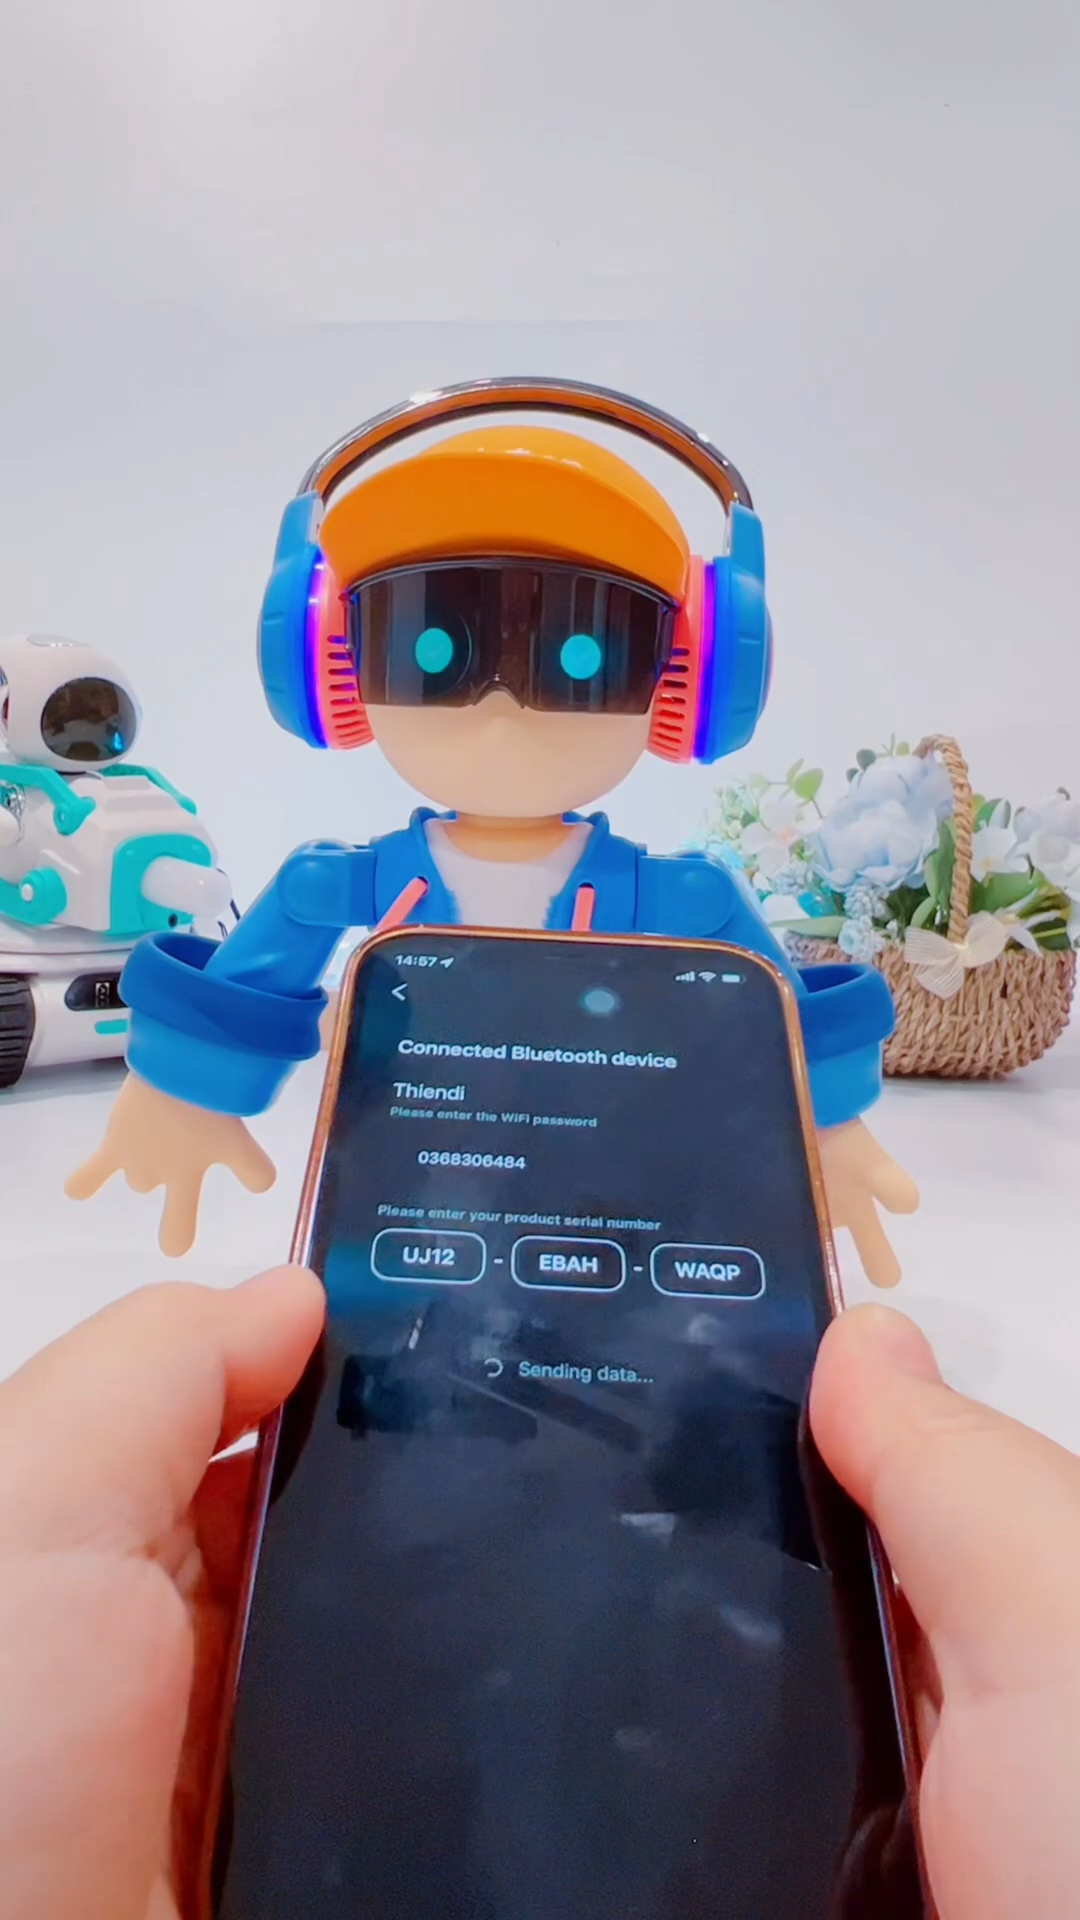 14:57
Connected Bluetooth device
Thiendi
Please enter the WiFi password
0368306484
Please enter your product serial number
UJ12 - EBAH - WAQP
Sending data...